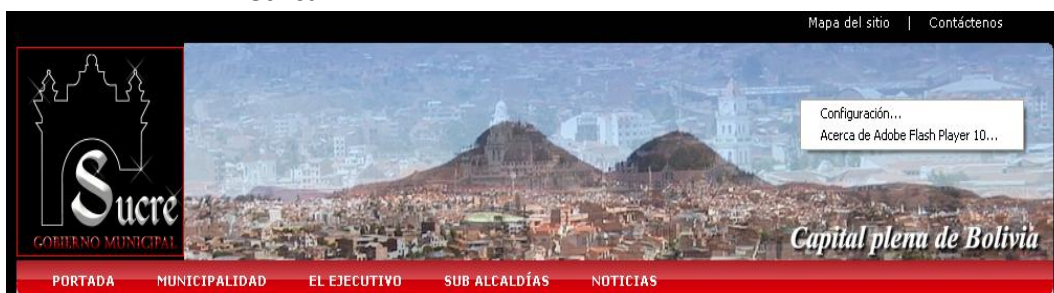 Mapa del sitio | Contáctenos
Configuración...
Acerca de Adobe Flash Player 10...
Sucre
GOBIERNO MUNICIPAL
Capital plena de Bolivia
PORTADA MUNICIPALIDAD EL EJECUTIVO SUB ALCALDÍAS NOTICIAS